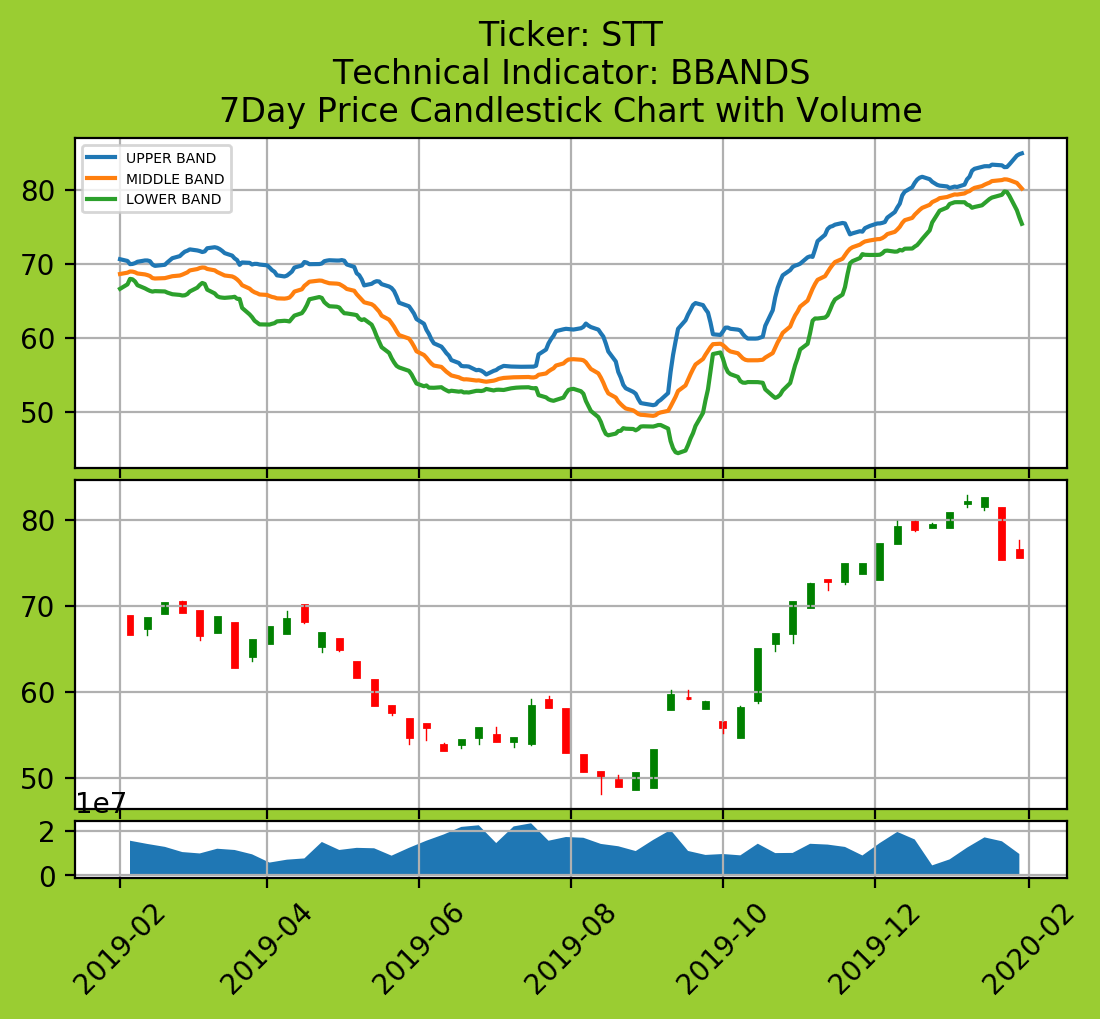 Ticker: STT
Technical Indicator: BBANDS
7Day Price Candlestick Chart with Volume
UPPER BAND
MIDDLE BAND
LOWER BAND
80
70
60
50
80
70
60
50
1e7
2
0
2019-02
2019-04
2019-06
2019-08
2019-10
2019-12
2020-02